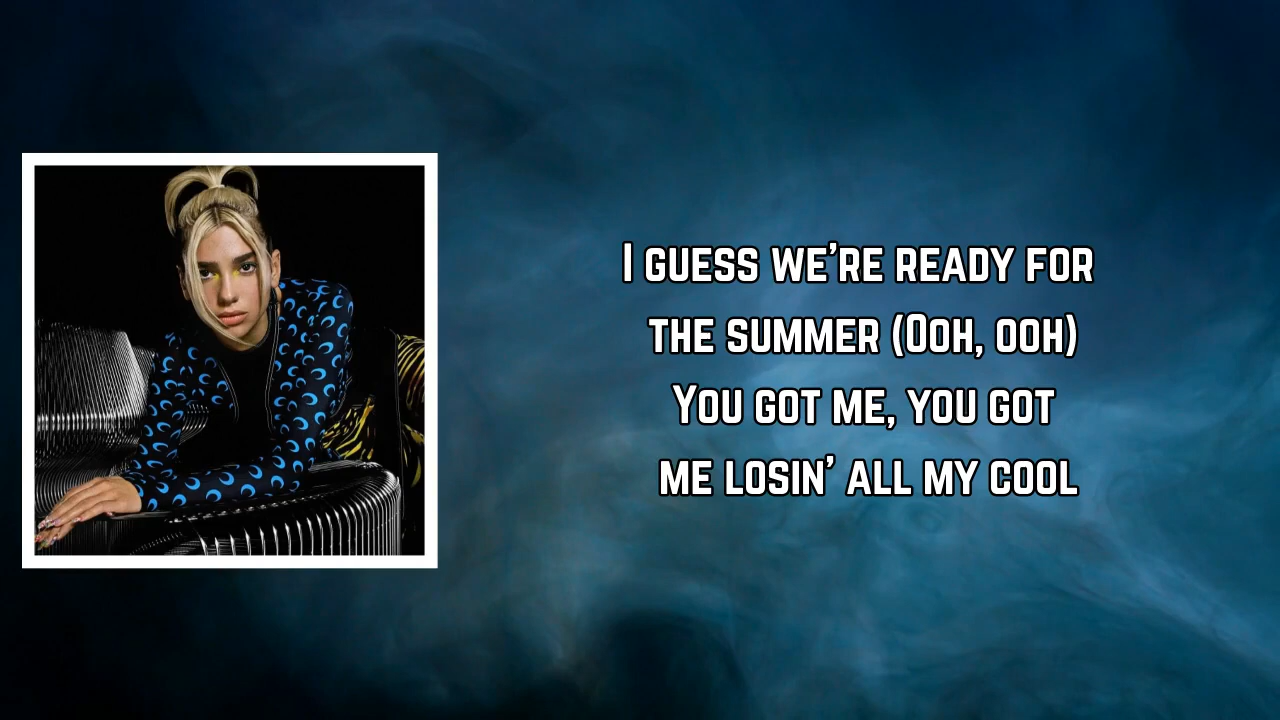 I guess we're ready for
the summer (Ooh, ooh)
You got me, you got
me losin' all my cool